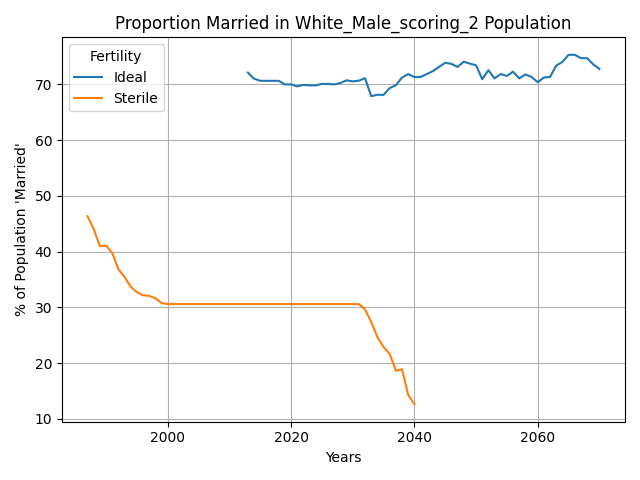 Proportion Married in White_Male_scoring_2 Population
Fertility
Ideal
Sterile
% of Population 'Married'
70
60
50
40
30
20
10
2000
2020
2040
2060
Years